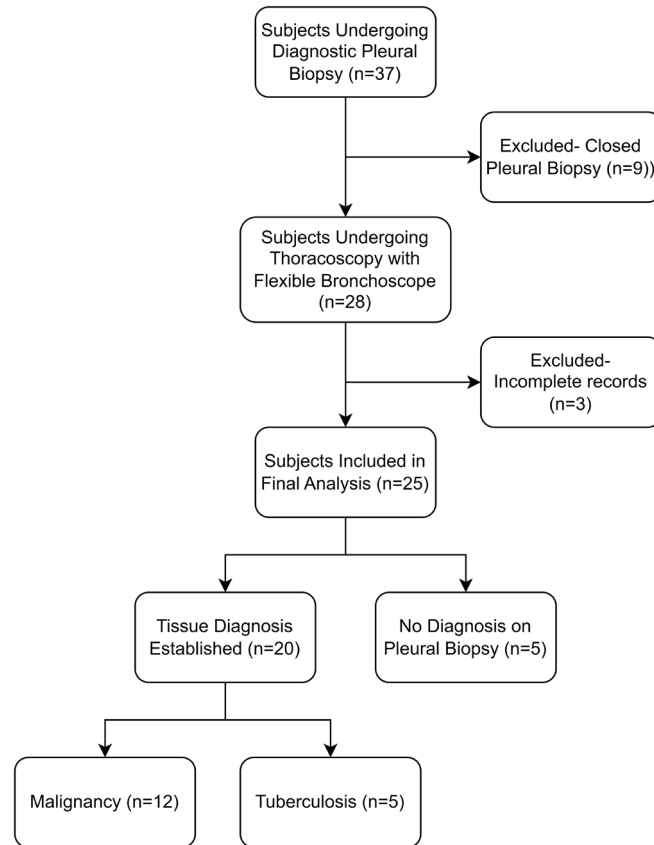 Subjects Undergoing
Diagnostic Pleural
Biopsy (n=37)
Excluded- Closed
Pleural Biopsy (n=9))
Subjects Undergoing
Thoracoscopy with
Flexible Bronchoscope
(n=28)
Excluded-
Incomplete records
(n=3)
Subjects Included in
Final Analysis (n=25)
Tissue Diagnosis
Established (n=20)
No Diagnosis on
Pleural Biopsy (n=5)
Malignancy (n=12)
Tuberculosis (n=5)